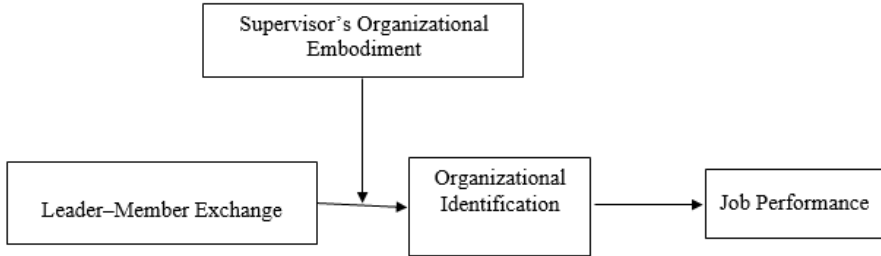 Supervisor’s Organizational
Embodiment
Leader–Member Exchange
Organizational
Identification
Job Performance